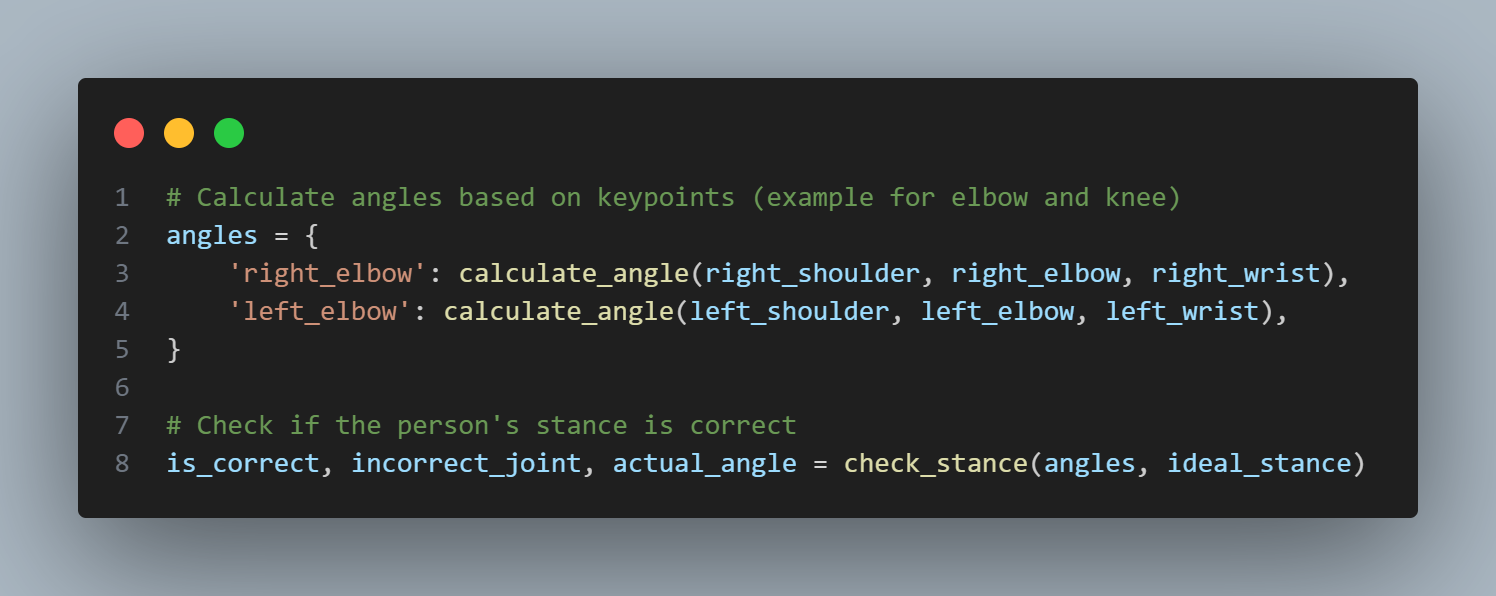 1 # Calculate angles based on keypoints (example for elbow and knee)
2 angles = {
3     'right_elbow': calculate_angle(right_shoulder, right_elbow, right_wrist),
4     'left_elbow': calculate_angle(left_shoulder, left_elbow, left_wrist),
5 }
6
7 # Check if the person's stance is correct
8 is_correct, incorrect_joint, actual_angle = check_stance(angles, ideal_stance)